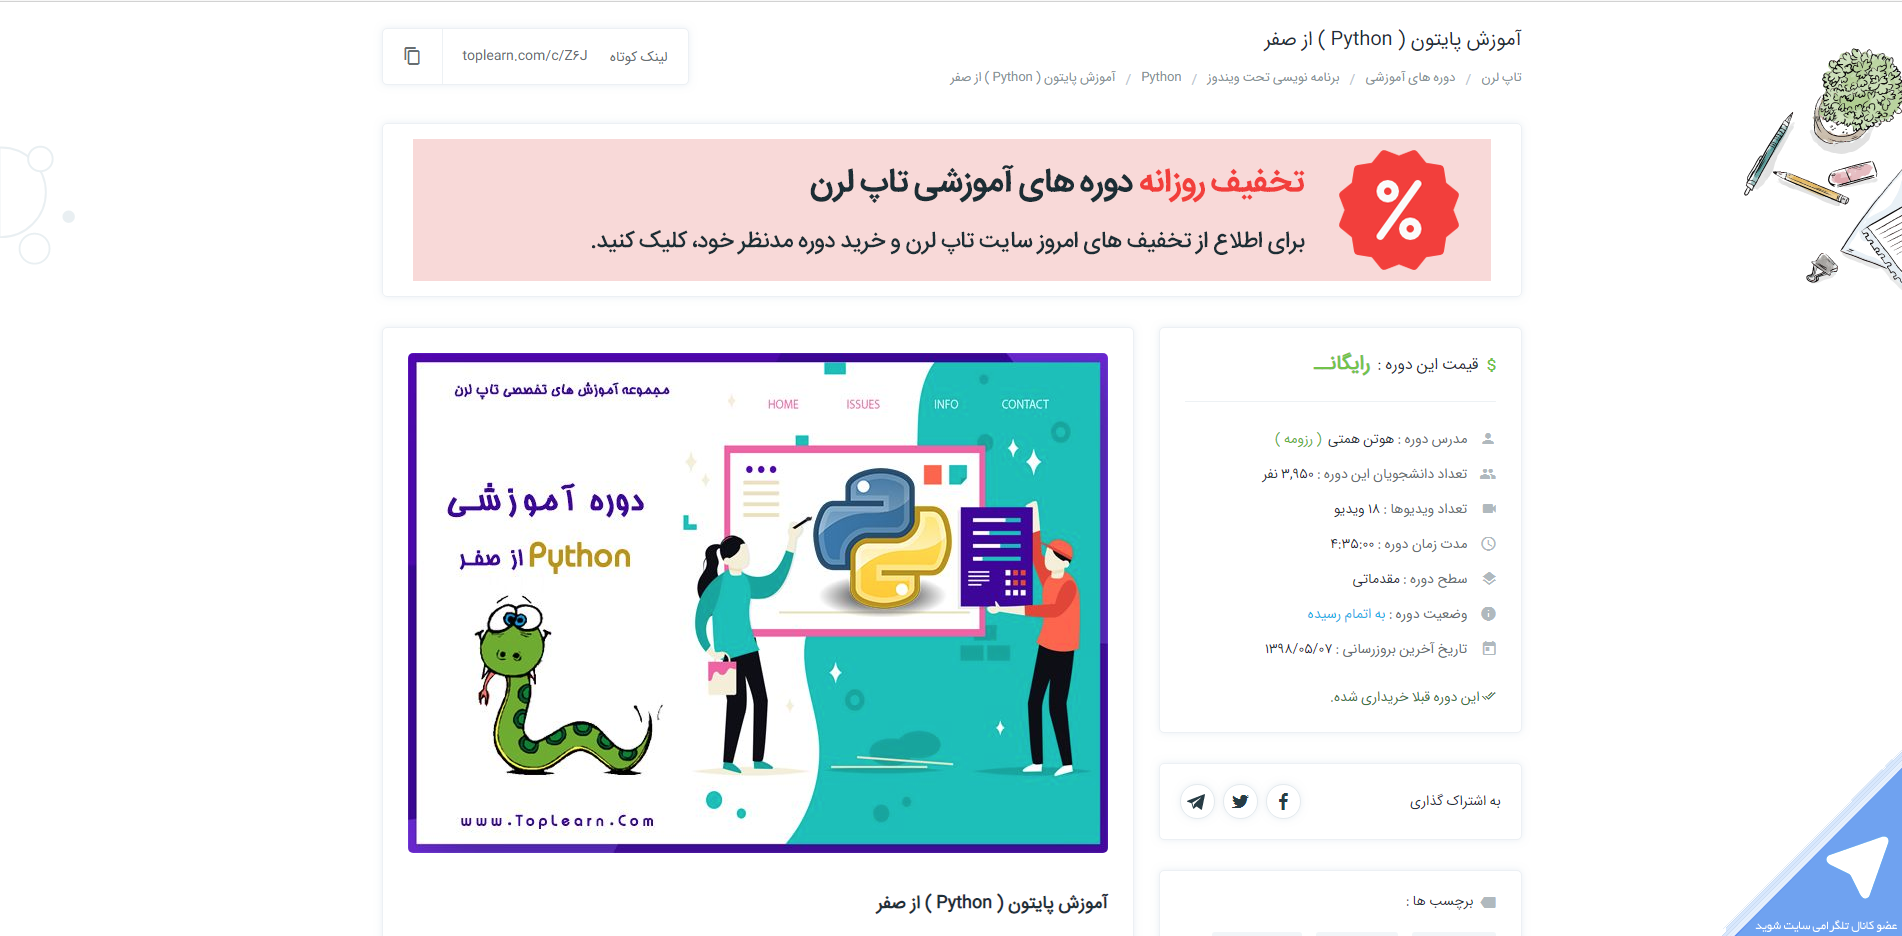 آموزش پایتون ( Python ) از صفر
تاپ لرن / دوره های آموزشی / برنامه نویسی تحت ویندوز / Python / آموزش پایتون ( Python ) از صفر
لینک کوتاه toplearn.com/c/Z۶J
تخفیف روزانه دوره های آموزشی تاپ لرن
برای اطلاع از تخفیف های امروز سایت تاپ لرن و خرید دوره مدنظر خود، کلیک کنید.
$ قیمت این دوره : رایگانــ
مدرس دوره : هوتن همتی ( رزومه )
تعداد دانشجویان این دوره : ۳,۹۵۰ نفر
تعداد ویدیوها : ۱۸ ویدیو
مدت زمان دوره : ۴:۳۵:۰۰
سطح دوره : مقدماتی
وضعیت دوره : به اتمام رسیده
تاریخ آخرین بروزرسانی : ۱۳۹۸/۰۵/۰۷
این دوره قبلا خریداری شده.
به اشتراک گذاری
برچسب ها :
مجموعه آموزش های تخصصی تاپ لرن
HOME ISSUES INFO CONTACT
دوره آموزشی
Python از صفر
www.TopLearn.Com
آموزش پایتون ( Python ) از صفر
عضو کانال تلگرامی سایت شوید